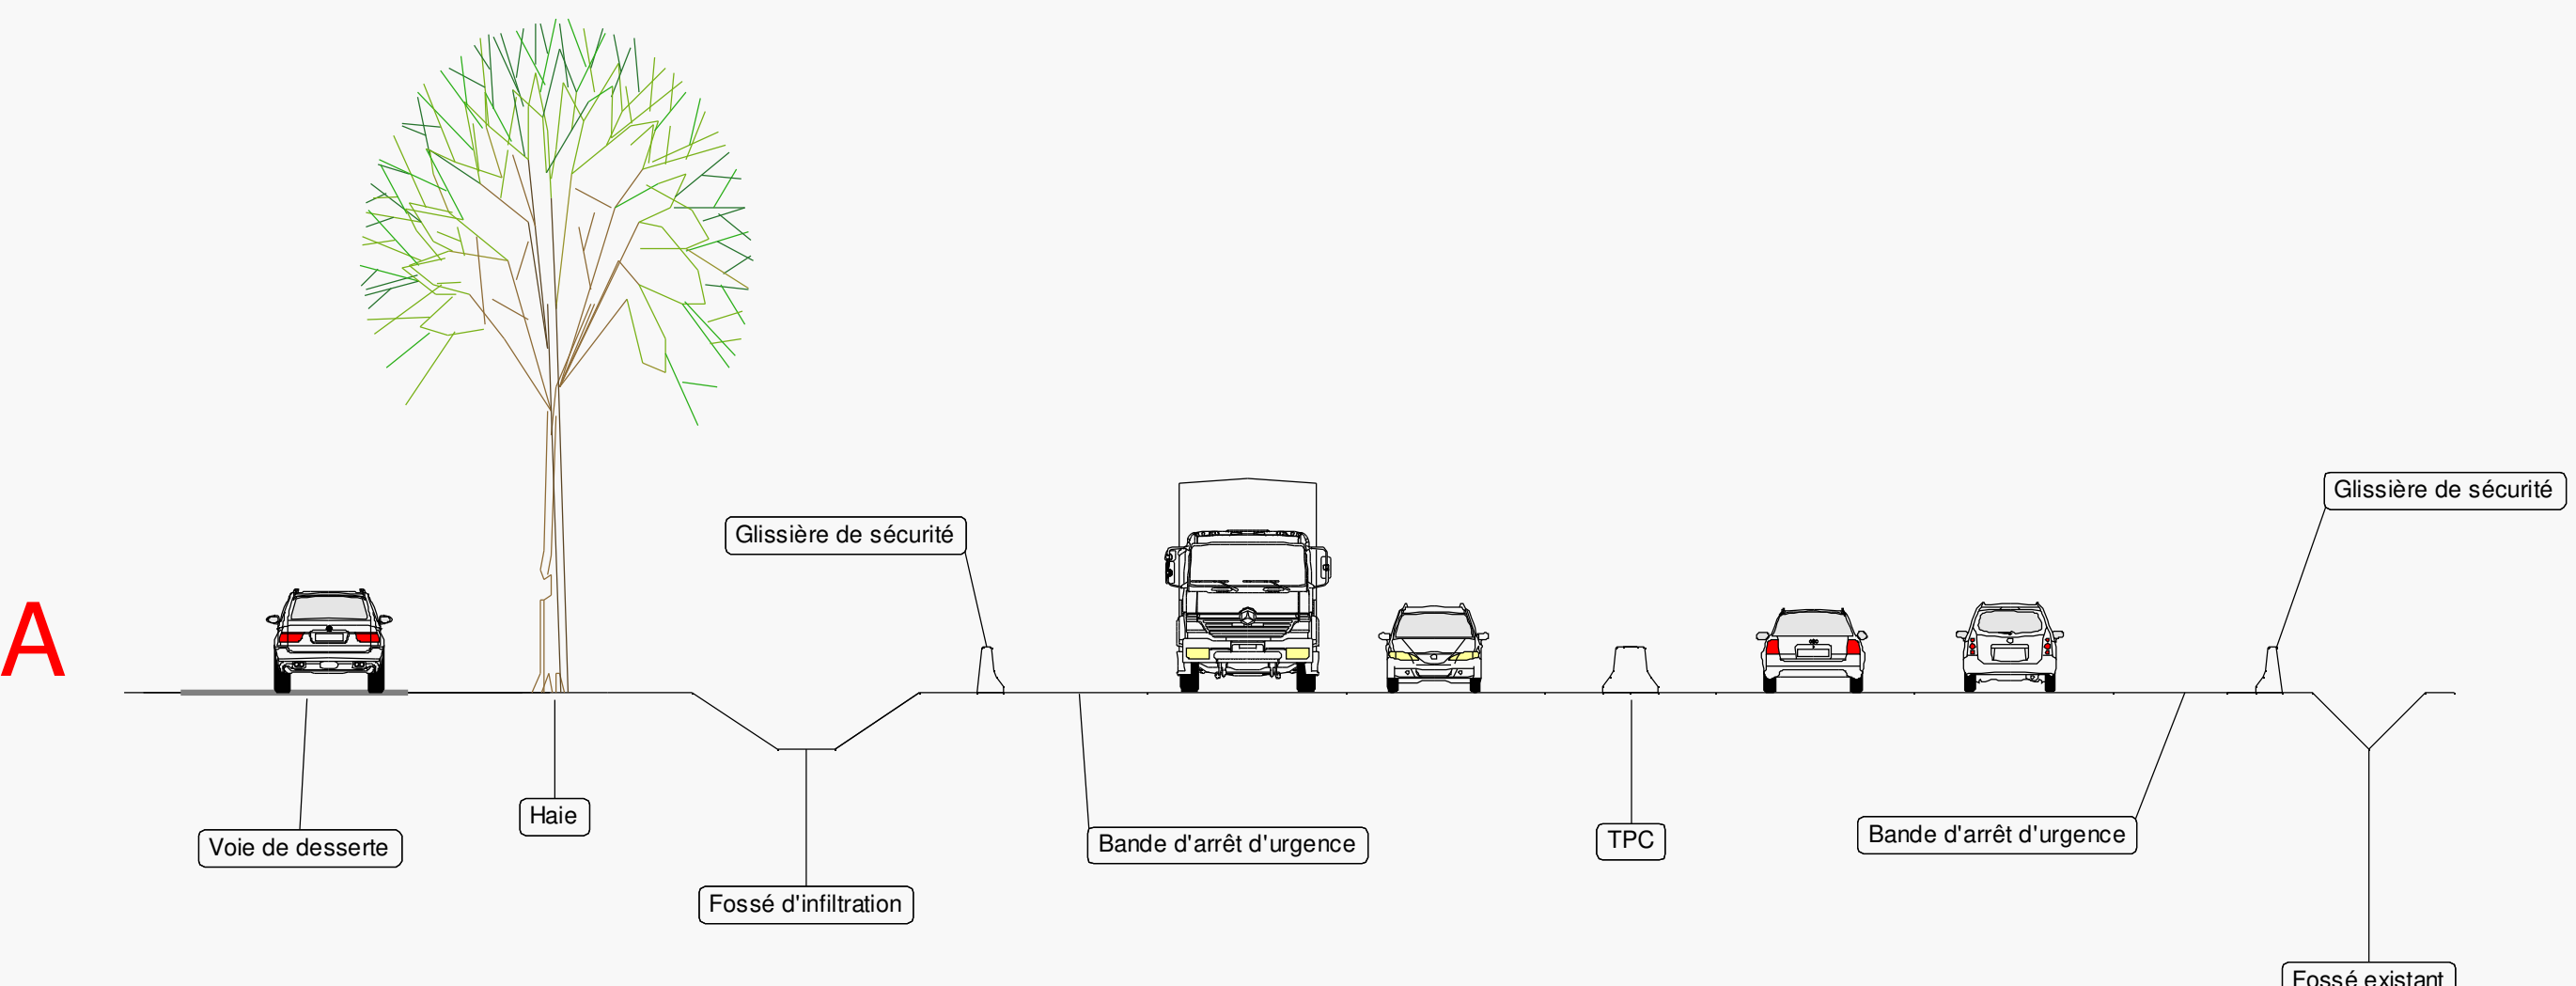 Glissière de sécurité
Glissière de sécurité
A
Haie
Voie de desserte
Bande d'arrêt d'urgence
TPC
Bande d'arrêt d'urgence
Fossé d'infiltration
Fossé existant